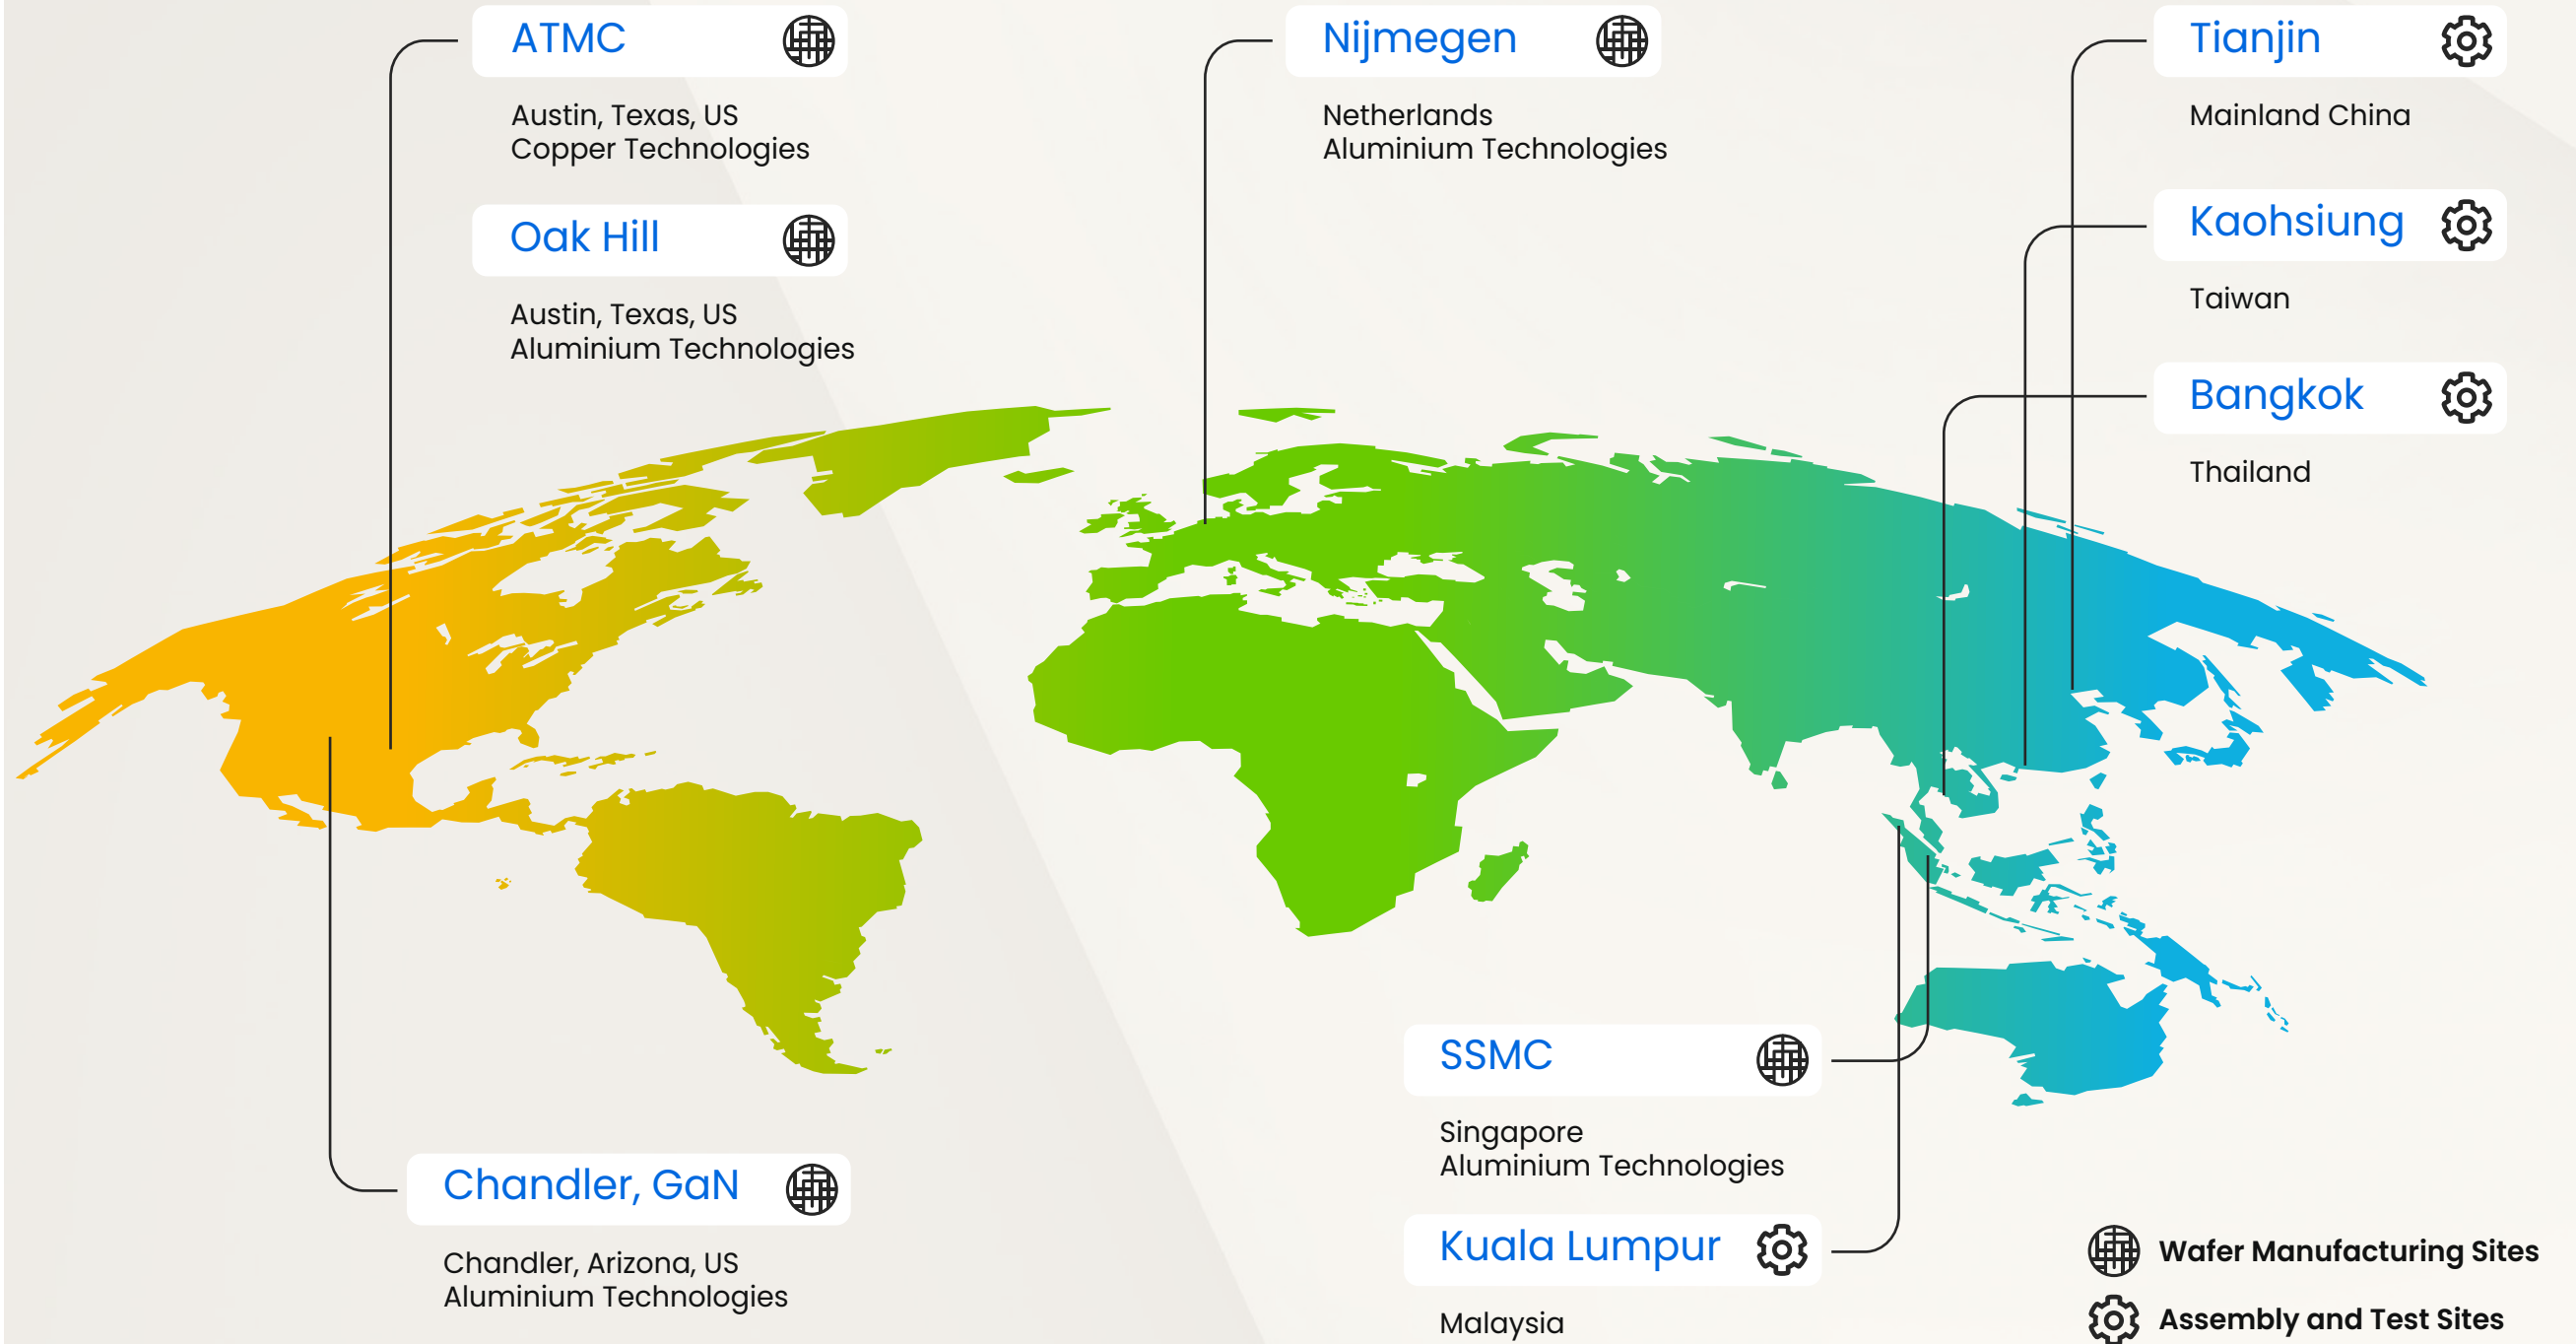 ATMC
Austin, Texas, US
Copper Technologies
Oak Hill
Austin, Texas, US
Aluminium Technologies
Nijmegen
Netherlands
Aluminium Technologies
Tianjin
Mainland China
Kaohsiung
Taiwan
Bangkok
Thailand
Chandler, GaN
Chandler, Arizona, US
Aluminium Technologies
SSMC
Singapore
Aluminium Technologies
Kuala Lumpur
Malaysia
Wafer Manufacturing Sites
Assembly and Test Sites